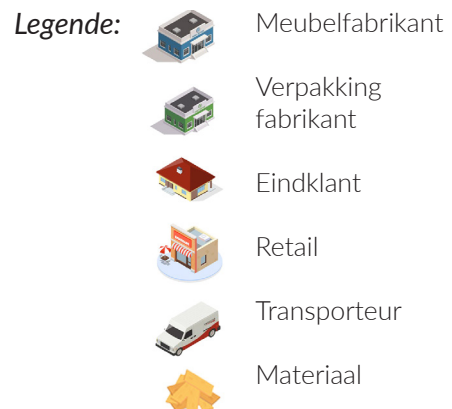 Legende:
Meubelfabrikant
Verpakking
fabrikant
Eindklant
Retail
Transporteur
Materiaal